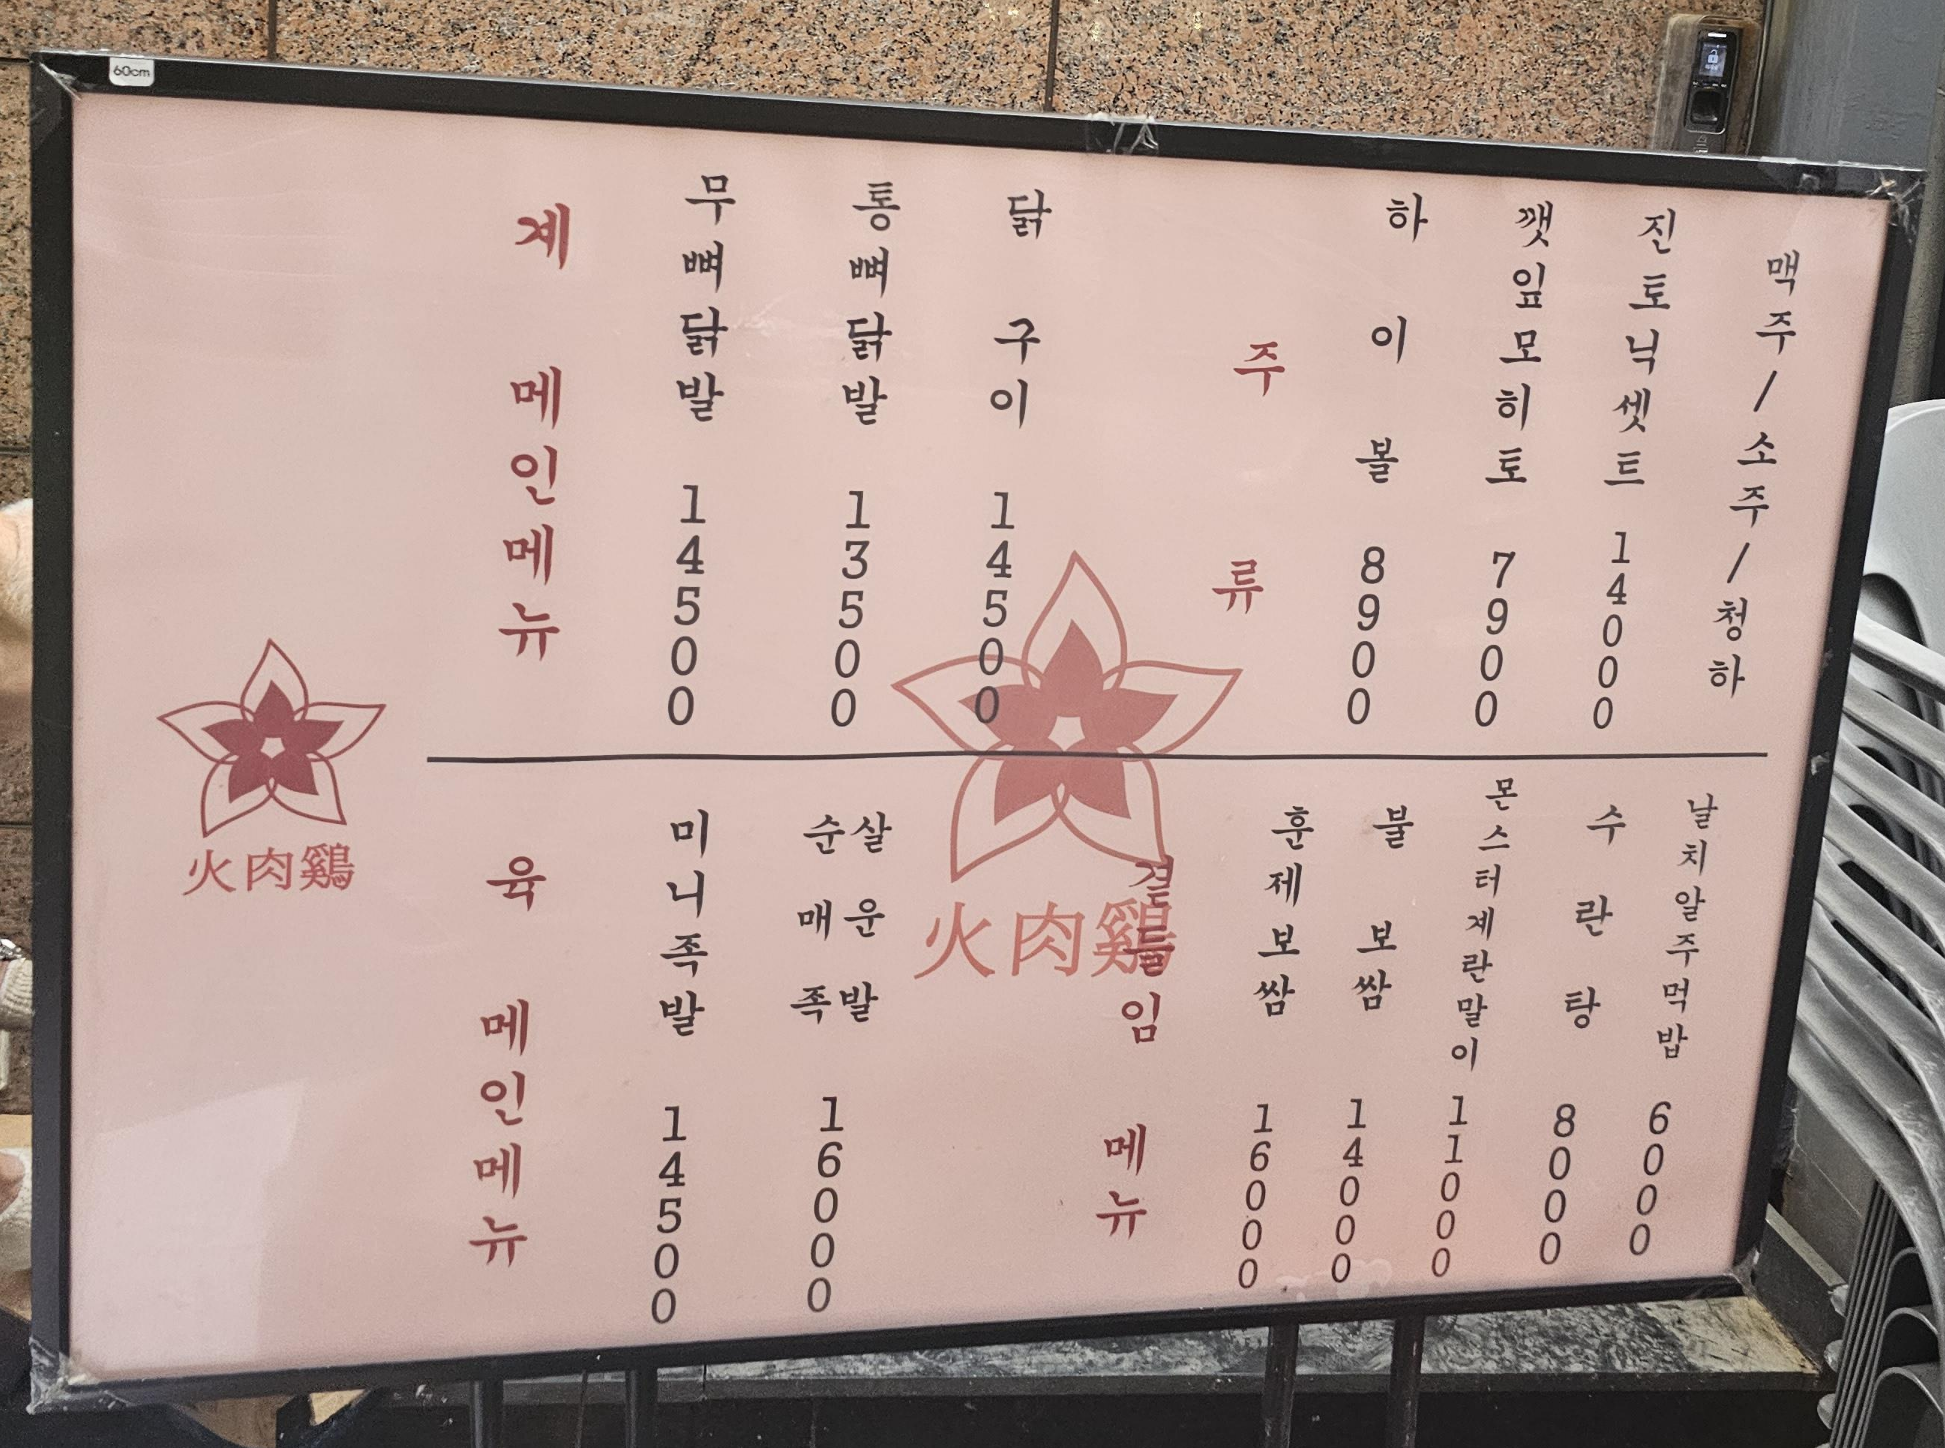 60cm
계 메인메뉴
무뼈닭발 14500
통뼈닭발 13500
닭 구이 14500
주류
하이볼 8900
깻잎모히토 7900
진토닉셋트 14000
맥주/소주/청하
火肉鷄
火肉鷄
육 메인메뉴
미니족발 14500
순살매운족발 16000
곁들임 메뉴
훈제보쌈 16000
불보쌈 14000
몬스터계란말이 11000
수란탕 8000
날치알주먹밥 6000